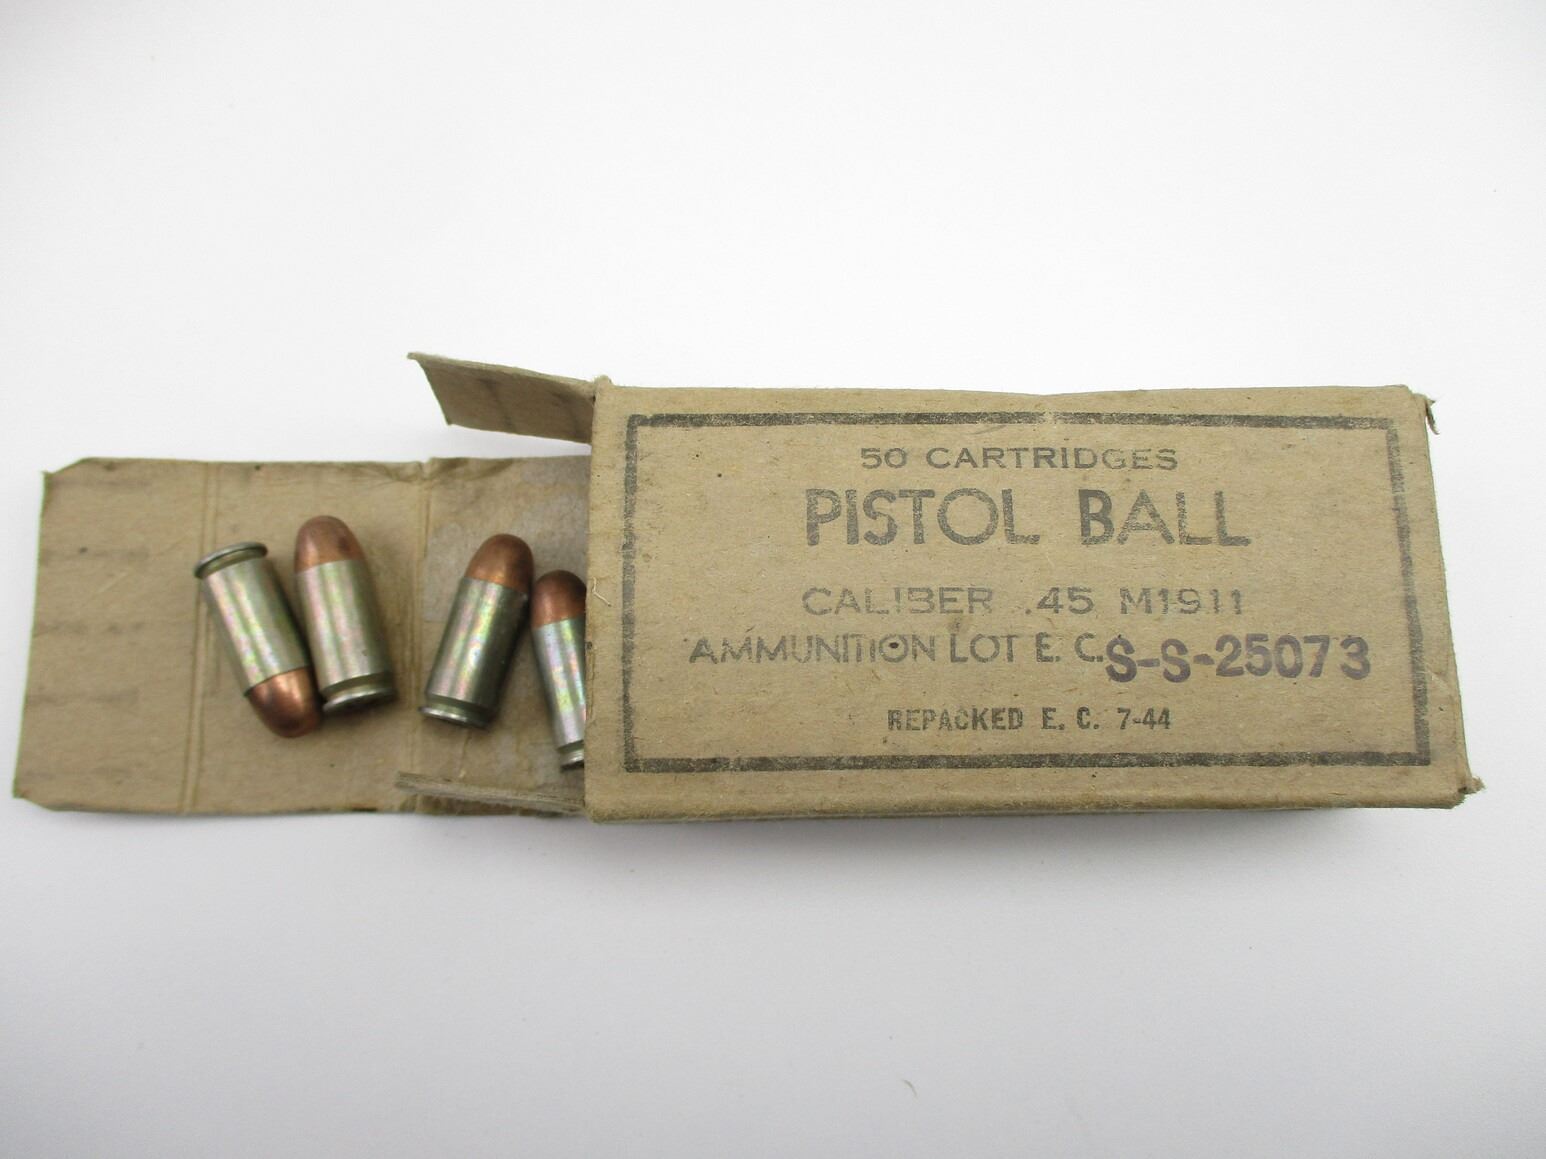 50 CARTRIDGES
PISTOL BALL
CALIBER .45 M1911
AMMUNITION LOT E. C. S-S-25073
REPACKED E. C. 7-44